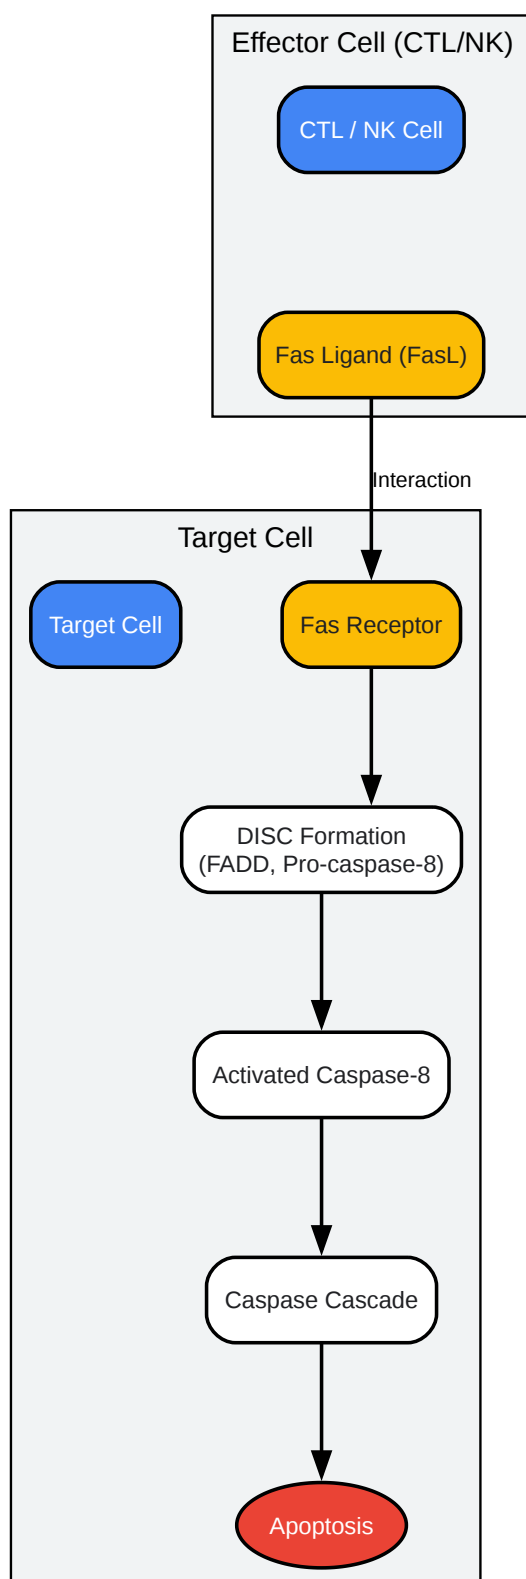 Effector Cell (CTL/NK)
CTL / NK Cell
Fas Ligand (FasL)
Interaction
Target Cell
Target Cell
Fas Receptor
DISC Formation
(FADD, Pro-caspase-8)
Activated Caspase-8
Caspase Cascade
Apoptosis